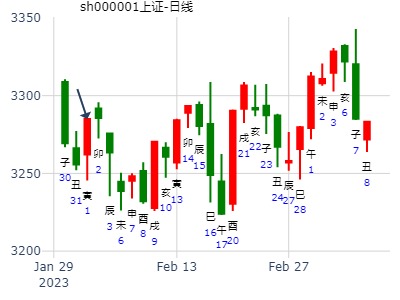 sh000001上证-日线
3350
3300
3250
3200
子
30
丑
31
寅
1
卯
2
辰
3
未
6
申
7
酉
8
戌
9
亥
10
寅
13
卯
14
辰
15
巳
16
午
17
酉
20
戌
21
亥
22
子
23
丑
24
辰
27
巳
28
午
1
未
2
申
3
亥
6
子
7
丑
8
Jan 29
2023
Feb 13
Feb 27